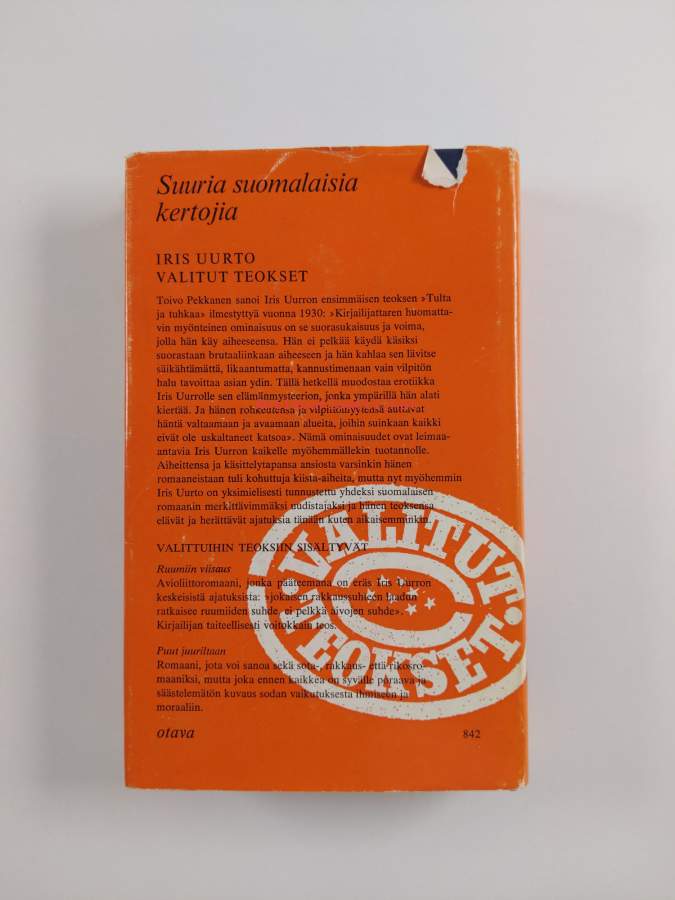 Suuria suomalaisia
kertojia
IRIS UURTO
VALITUT TEOKSET
Toivo Pekkanen sanoi Iris Uurron ensimmäisen teoksen »Tulta
ja tuhkaa» ilmestyttyä vuonna 1930: »Kirjailijattaren huomatta-
vin myönteinen ominaisuus on se suorasukaisuus ja voima,
jolla hän käy aiheeseensa. Hän ei pelkää käydä käsiksi
suorastaan brutaaliinkaan aiheeseen ja hän kahlaa sen lävitse
säikähtämättä, likaantumatta, kannustimenaan vain vilpitön
halu tavoittaa asian ydin. Tällä hetkellä muodostaa erotiikka
Iris Uurrolle sen elämänmysteerion, jonka ympärillä hän alati
kiertää. Ja hänen rohkeutensa ja vilpittömyytensä auttavat
häntä valtaamaan ja avaamaan alueita, joihin suinkaan kaikki
eivät ole uskaltaneet katsoa». Nämä ominaisuudet ovat leimaa-
antavia Iris Uurron kaikelle myöhemmällekin tuotannolle.
Aiheittensa ja käsittelytapansa ansiosta varsinkin hänen
romaaneistaan tuli kohuttuja kiista-aiheita, mutta nyt myöhemmin
Iris Uurto on yksimielisesti tunnustettu yhdeksi suomalaisen
romaanin merkittävimmäksi uudistajaksi ja hänen teoksensa
elävät ja herättävät ajatuksia tänään kuten aikaisemminkin.
VALITTUIHIN TEOKSIIN SISÄLTYVÄT
Ruumiin viisaus
Avioliittoromaani, jonka pääteemana on eräs Iris Uurron
keskeisistä ajatuksista: »jokaisen rakkaussuhteen laadun
ratkaisee ruumiiden suhde, ei pelkkä aivojen suhde».
Kirjailijan taiteellisesti voitokkain teos.
Puut juuriltaan
Romaani, jota voi sanoa sekä sota-, rakkaus- että rikosro-
maaniksi, mutta joka ennen kaikkea on syvälle poraava ja
säästelemätön kuvaus sodan vaikutuksesta ihmiseen ja
moraaliin.
VALITUT
TEOKSET
otava
842